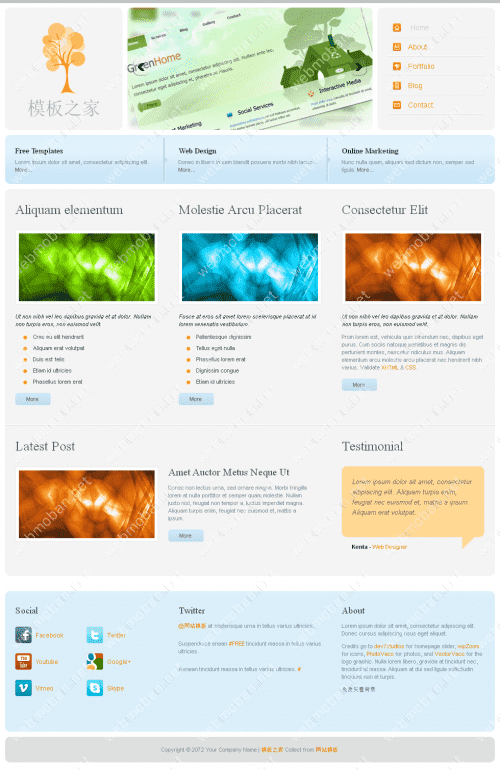 模板之家
GreenHome
Social Services
Interactive Media
Home
About
Portfolio
Blog
Contact
Free Templates
Lorem ipsum dolor sit amet, consectetur adipiscing elit.
More...
Web Design
Donec in libero in sem blandit posuere morbi nibh
More...
Online Marketing
Nunc nulla quam, aliquam sed dictum non, semper sed
ligula. More...
Aliquam elementum
Molestie Arcu Placerat
Consectetur Elit
Ut non nibh vel leo dapibus gravida et at dolor. Nullam
non turpis eros, non euismod velit.
Cras eu elit hendrerit
Aliquam erat volutpat
Duis est felis
Etiam id ultricies
Phasellus lorem erat
More
Fusce at eros sit amet lorem scelerisque placerat id
lorem venenatis vestibulum.
Pellentesque dignissim
Tellus eget nulla
Phasellus lorem erat
Dignissim congue
Etiam id ultricies
More
Ut non nibh vel leo dapibus gravida et at dolor. Nullam
non turpis eros, non euismod velit.
Proin lorem est, vehicula quis interdum nec, dapibus eget
purus. Cum sociis natoque penatibus et magnis dis
parturient montes, nascetur ridiculus mus. Aliquam
elementum arcu molestie arcu placerat nec hendrerit nibh
varius. Validate XHTML & CSS.
More
Latest Post
Amet Auctor Metus Neque Ut
Donec non lectus urna, sed ornare magna. Morbi fringilla
lorem at nulla porttitor et semper quam molestie. Nullam
justo nisl, feugiat non tempor a, luctus imperdiet magna.
Aliquam turpis enim, feugiat nec euismod et, mattis a
ipsum.
More
Testimonial
Lorem ipsum dolor sit amet, consectetur
adipiscing elit. Aliquam turpis enim,
feugiat nec euismod et, mattis a ipsum.
Aliquam erat volutpat.
Kenta - Web Designer
Social
Facebook
Twitter
Youtube
Google+
Vimeo
Skype
Twitter
@网站模板 at scelerisque urna in tellus varius ultricies.
Suspendisse enean #FREE tincidunt massa in tellus varius
ultricies.
Aenean tincidunt massa in tellus varius ultricies.
About
Lorem ipsum dolor sit amet, consectetur adipiscing elit.
Donec cursus adipiscing risus eget aliquet.
Credits go to dev7studios for homepage slider, wpZoom
for icons, PhotoVaco for photos, and VectorVaco for the
logo graphic. Nulla lorem libero, gravida at tincidunt nec,
tincidunt id massa. Aliquam at dui sed ligula sollicitudin
tincidunt non at turpis.
免费矢量背景
Copyright © 2072 Your Company Name | 模板之家 Collect from 网站模板